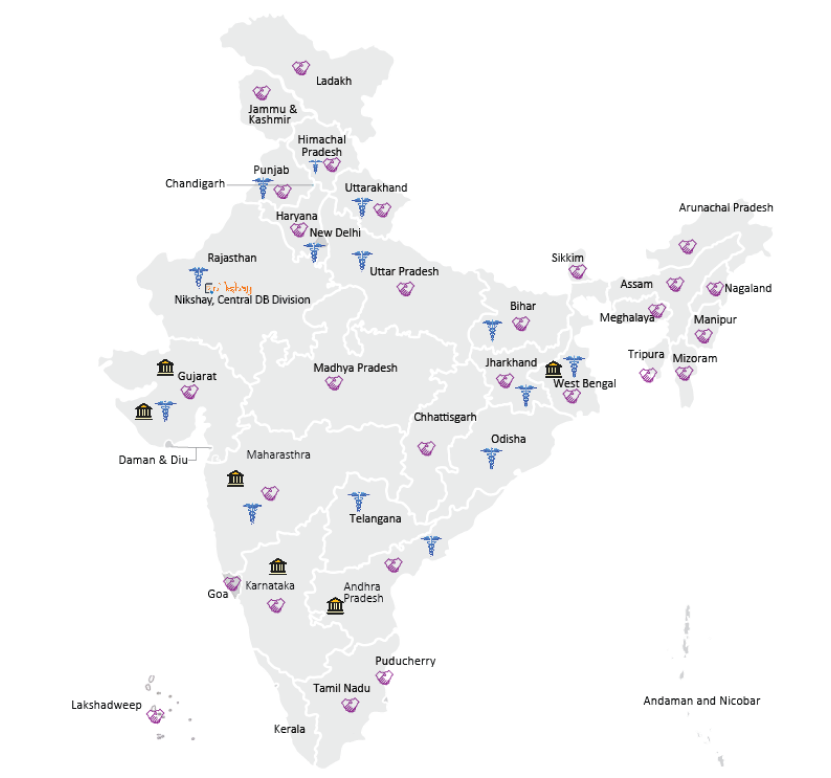 Ladakh
Jammu &
Kashmir
Himachal
Pradesh
Punjab
Chandigarh
Uttarakhand
Arunachal Pradesh
Haryana
New Delhi
Rajasthan
Sikkim
Uttar Pradesh
Assam
Nagaland
Nikshay, Central DB Division
Bihar
Meghalaya
Manipur
Tripura
Mizoram
Jharkhand
Madhya Pradesh
Gujarat
West Bengal
Chhattisgarh
Odisha
Maharasthra
Daman & Diu
Telangana
Goa
Karnataka
Andhra
Pradesh
Puducherry
Tamil Nadu
Lakshadweep
Andaman and Nicobar
Kerala